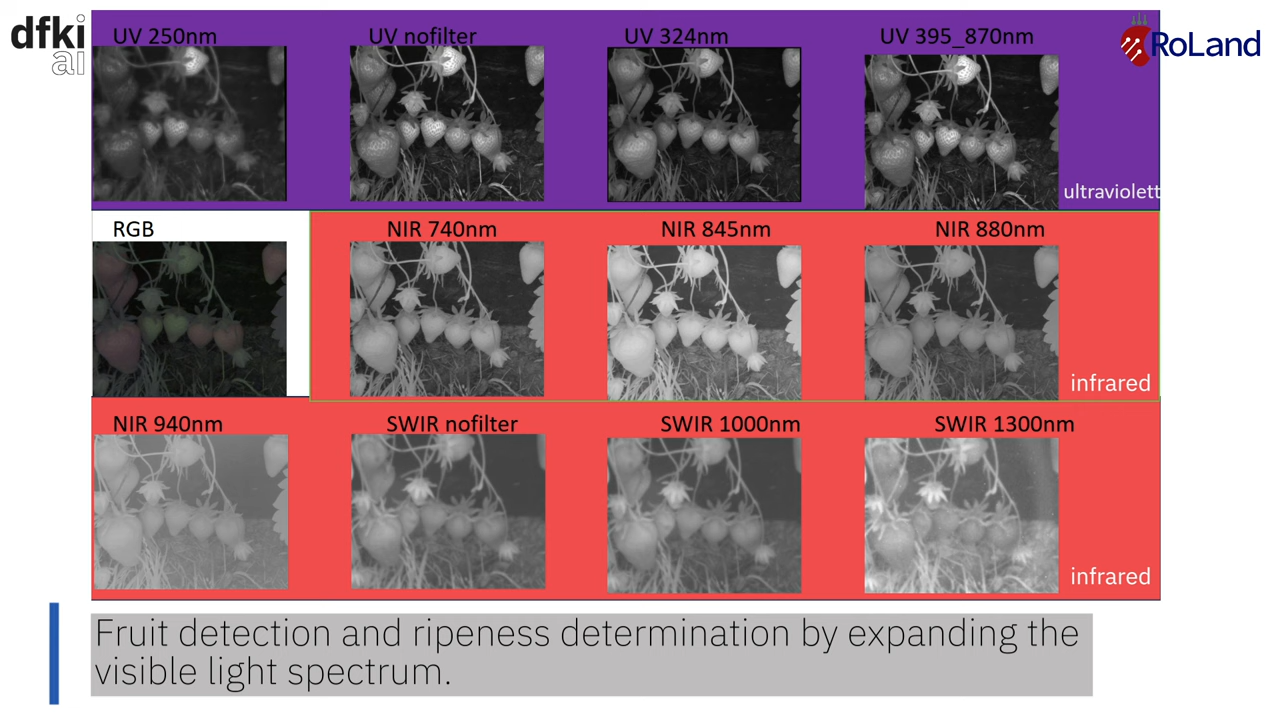 dfki
ai
UV 250nm
UV nofilter
UV 324nm
UV 395_870nm
RoLand
ultraviolett
RGB
NIR 740nm
NIR 845nm
NIR 880nm
infrared
NIR 940nm
SWIR nofilter
SWIR 1000nm
SWIR 1300nm
infrared
Fruit detection and ripeness determination by expanding the
visible light spectrum.